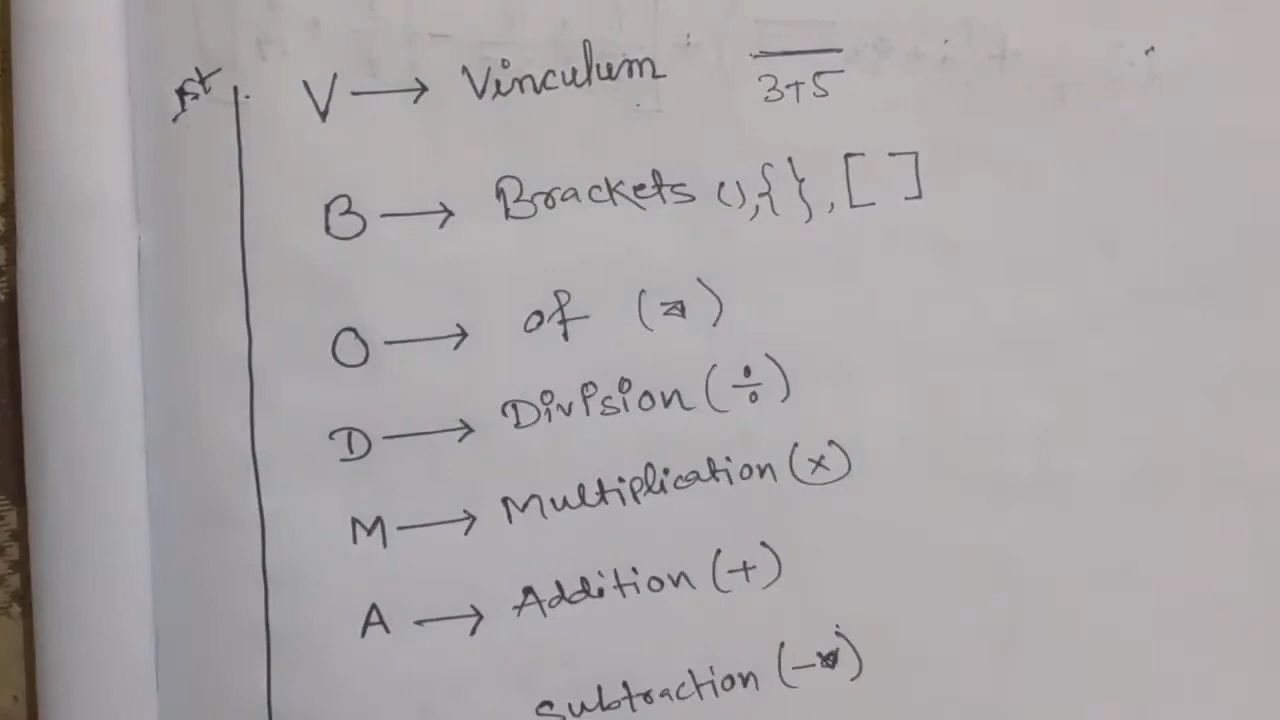 1st V → Vinculum 3+5
B → Brackets (), { }, [ ]
O → of ( )
D → Division (÷)
M → Multiplication (×)
A → Addition (+)
Subtraction (-)